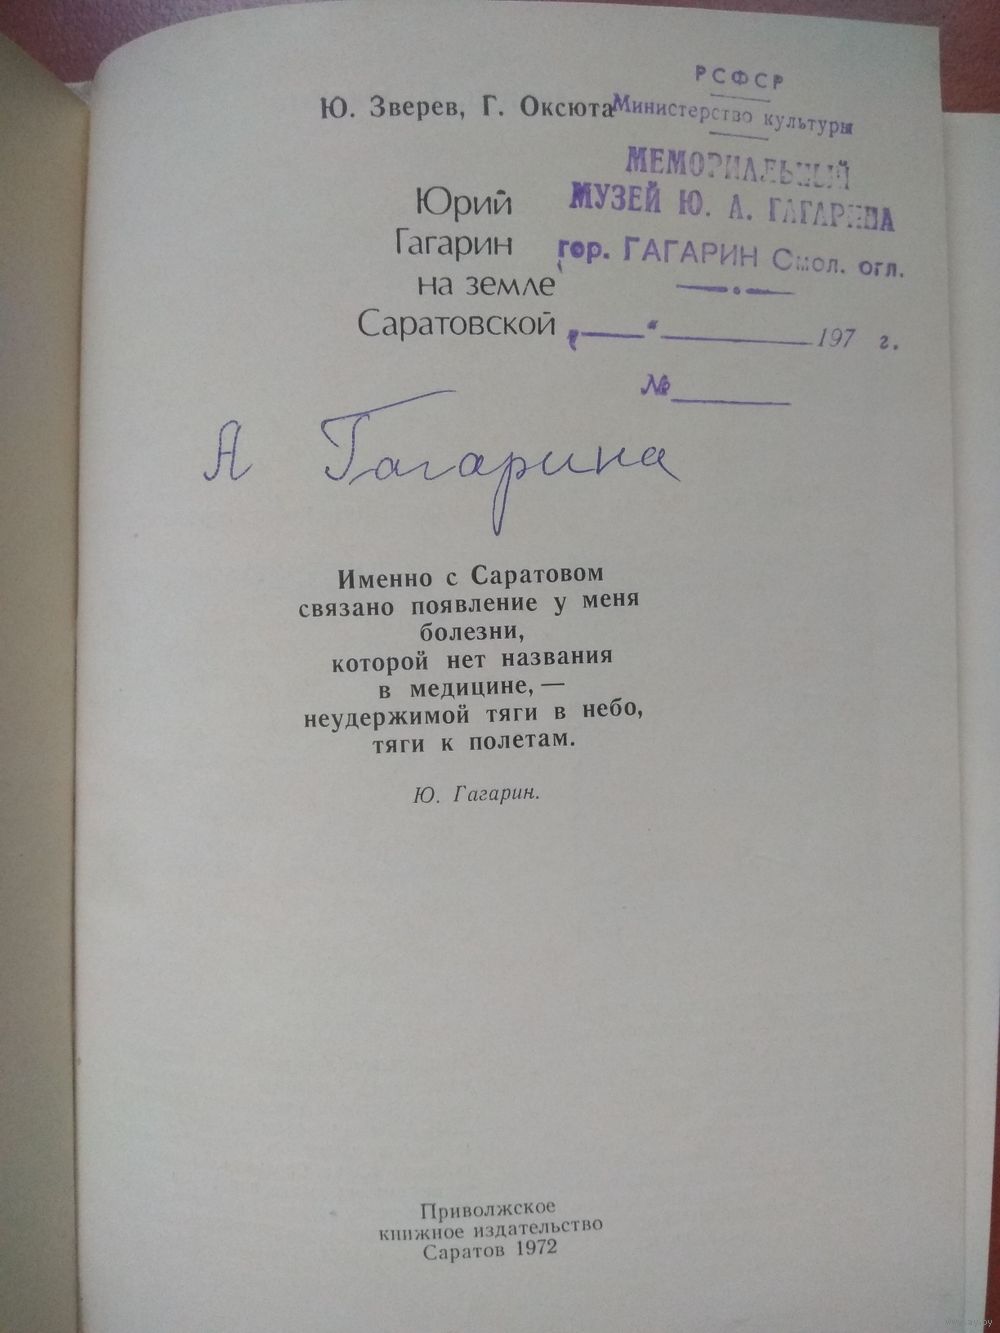 Ю. Зверев, Г. Оксюта
РСФСР
Министерство культуры
МЕМОРИАЛЬНЫЙ
МУЗЕЙ Ю. А. ГАГАРИНА
гор. ГАГАРИН Смол. огл.
„ “ 197 г.
№
Юрий
Гагарин
на земле
Саратовской
А Гагарина
Именно с Саратовом
связано появление у меня
болезни,
которой нет названия
в медицине, —
неудержимой тяги в небо,
тяги к полетам.
Ю. Гагарин.
Приволжское
книжное издательство
Саратов 1972